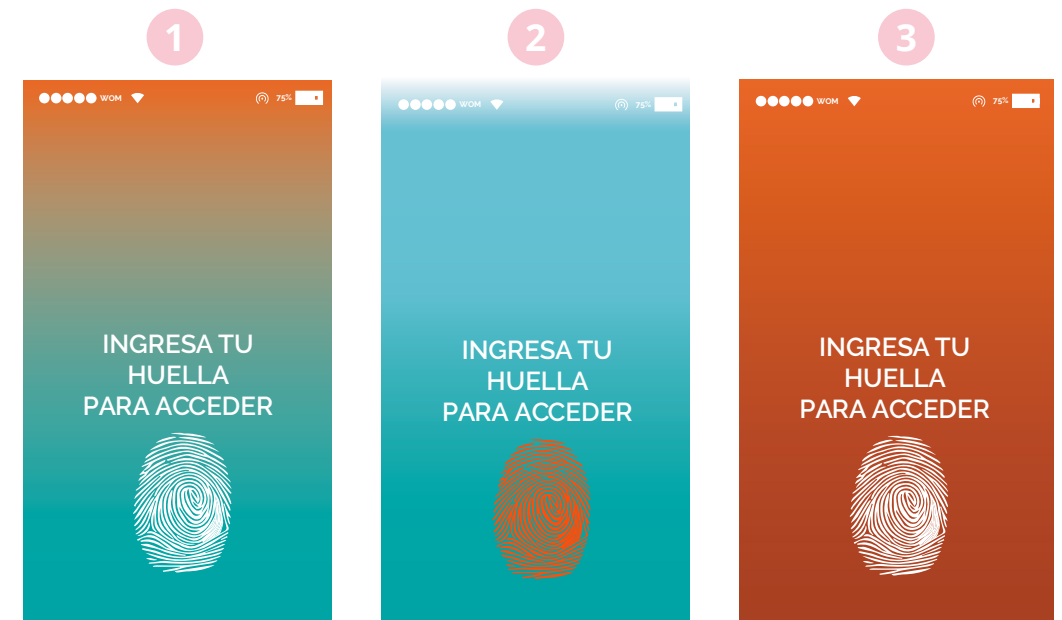 1
2
3
WOM
75%
INGRESA TU
HUELLA
PARA ACCEDER
WOM
75%
INGRESA TU
HUELLA
PARA ACCEDER
WOM
75%
INGRESA TU
HUELLA
PARA ACCEDER